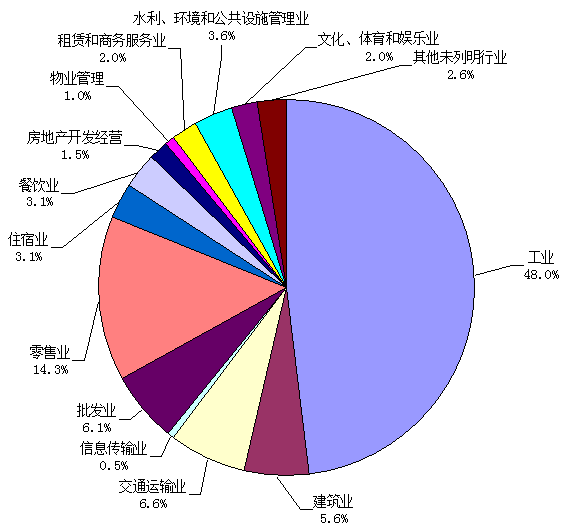 水利、环境和公共设施管理业
3.6%
租赁和商务服务业
2.0%
文化、体育和娱乐业
2.0%
其他未列明行业
2.6%
物业管理
1.0%
房地产开发经营
1.5%
餐饮业
3.1%
住宿业
3.1%
工业
48.0%
零售业
14.3%
批发业
6.1%
信息传输业
0.5%
交通运输业
6.6%
建筑业
5.6%